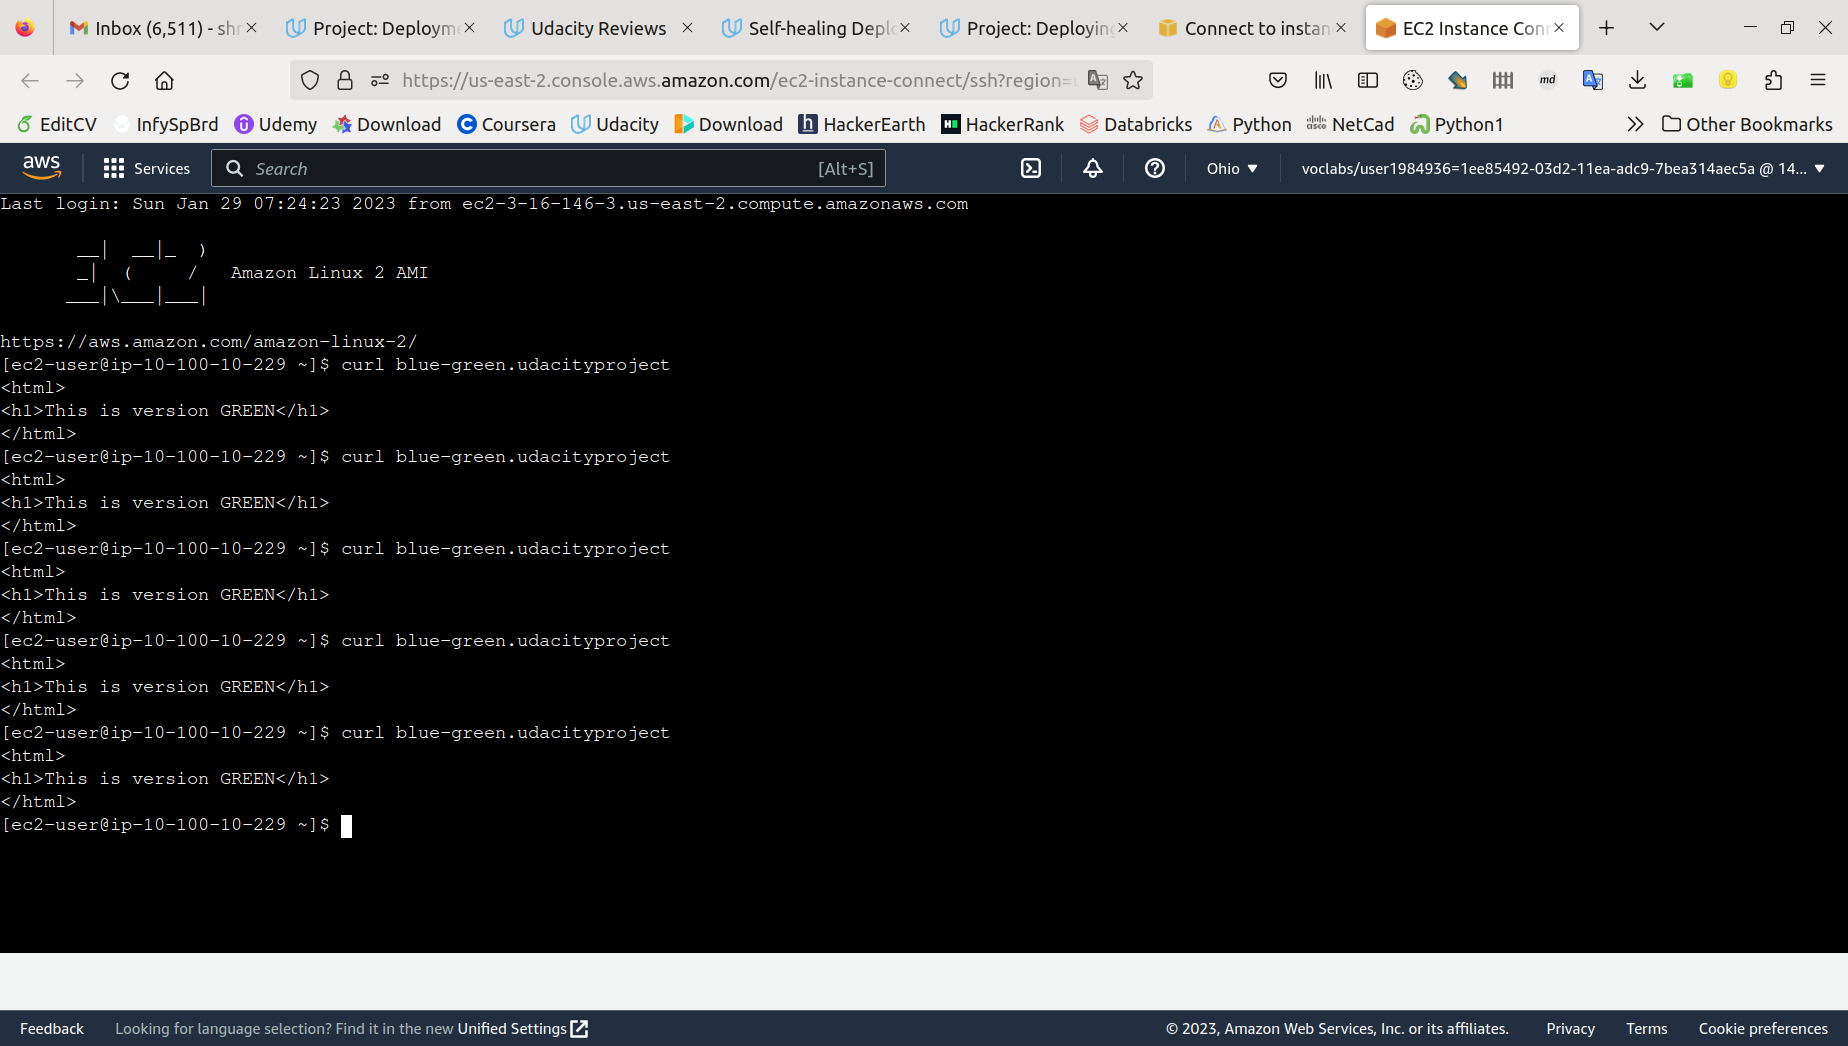 Inbox (6,511) - shr
Project: Deployme
Udacity Reviews
Self-healing Deplo
Project: Deploying
Connect to instan
EC2 Instance Conn
https://us-east-2.console.aws.amazon.com/ec2-instance-connect/ssh?region=
EditCV InfySpBrd Udemy Download Coursera Udacity Download HackerEarth HackerRank Databricks Python NetCad Python1 Other Bookmarks
aws Services Search [Alt+S] Ohio voclabs/user1984936=1ee85492-03d2-11ea-adc9-7bea314aec5a @ 14...
Last login: Sun Jan 29 07:24:23 2023 from ec2-3-16-146-3.us-east-2.compute.amazonaws.com
       __|  __|_  )
       _|  (     /   Amazon Linux 2 AMI
      ___|\___|___|
https://aws.amazon.com/amazon-linux-2/
[ec2-user@ip-10-100-10-229 ~]$ curl blue-green.udacityproject
<html>
<h1>This is version GREEN</h1>
</html>
[ec2-user@ip-10-100-10-229 ~]$ curl blue-green.udacityproject
<html>
<h1>This is version GREEN</h1>
</html>
[ec2-user@ip-10-100-10-229 ~]$ curl blue-green.udacityproject
<html>
<h1>This is version GREEN</h1>
</html>
[ec2-user@ip-10-100-10-229 ~]$ curl blue-green.udacityproject
<html>
<h1>This is version GREEN</h1>
</html>
[ec2-user@ip-10-100-10-229 ~]$ curl blue-green.udacityproject
<html>
<h1>This is version GREEN</h1>
</html>
[ec2-user@ip-10-100-10-229 ~]$
Feedback Looking for language selection? Find it in the new Unified Settings © 2023, Amazon Web Services, Inc. or its affiliates. Privacy Terms Cookie preferences